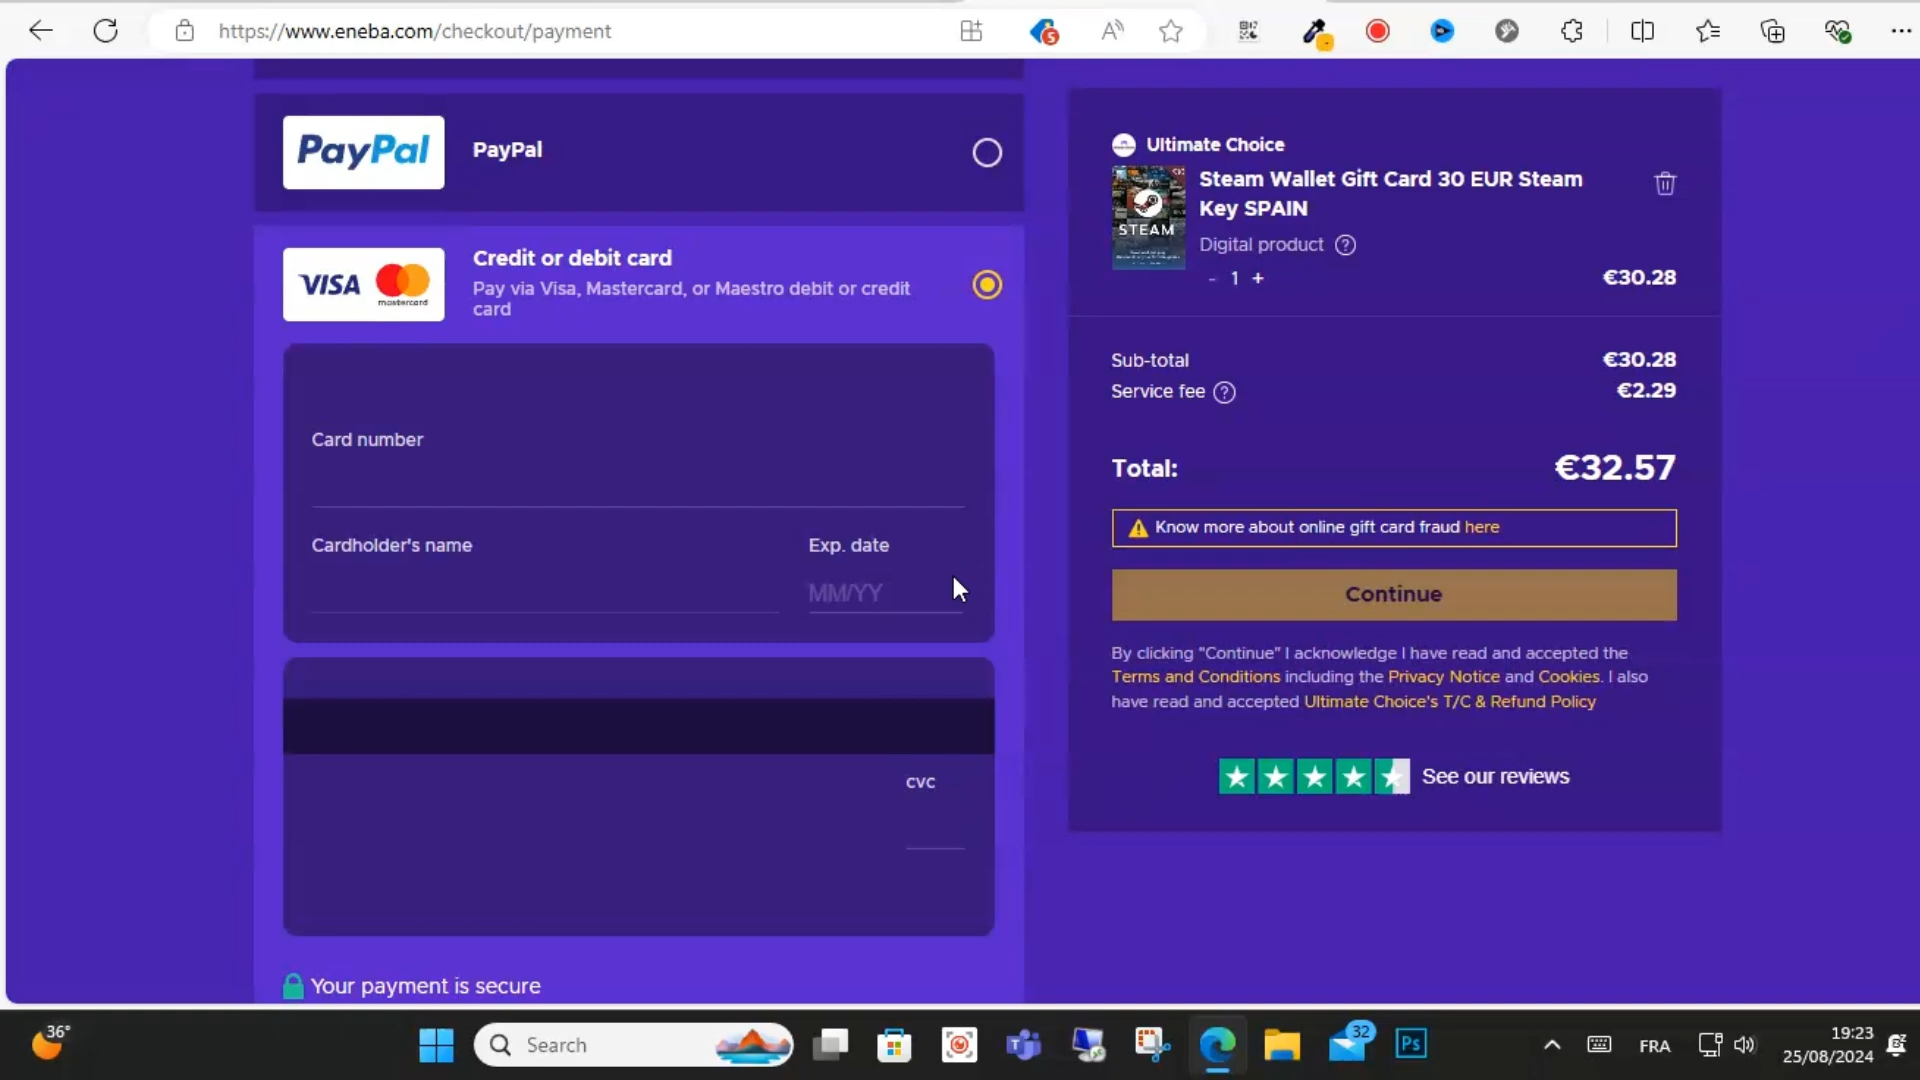 https://www.eneba.com/checkout/payment
PayPal
PayPal
VISA
mastercard
Credit or debit card
Pay via Visa, Mastercard, or Maestro debit or credit
card
Card number
Cardholder's name
Exp. date
MM/YY
CVC
Your payment is secure
Ultimate Choice
STEAM
Steam Wallet Gift Card 30 EUR Steam
Key SPAIN
Digital product ?
- 1 +
€30.28
Sub-total
€30.28
Service fee ?
€2.29
Total:
€32.57
Know more about online gift card fraud here
Continue
By clicking "Continue" I acknowledge I have read and accepted the
Terms and Conditions including the Privacy Notice and Cookies. I also
have read and accepted Ultimate Choice's T/C & Refund Policy
See our reviews
36°
Search
32
Ps
FRA
19:23
25/08/2024